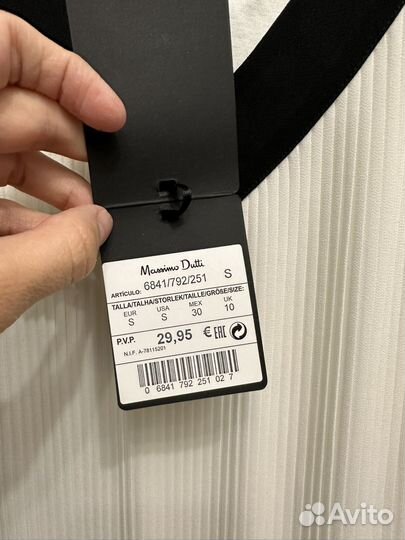 Massimo Dutti
ARTÍCULO: 6841/792/251 S
TALLA/TALHA/STORLEK/TAILLE/GRÖSE/SIZE:
EUR USA MEX UK
S S 30 10
P.V.P. 29,95 € EAC
N.I.F. A-78115201
0 6841 792 251 02 7
Avito